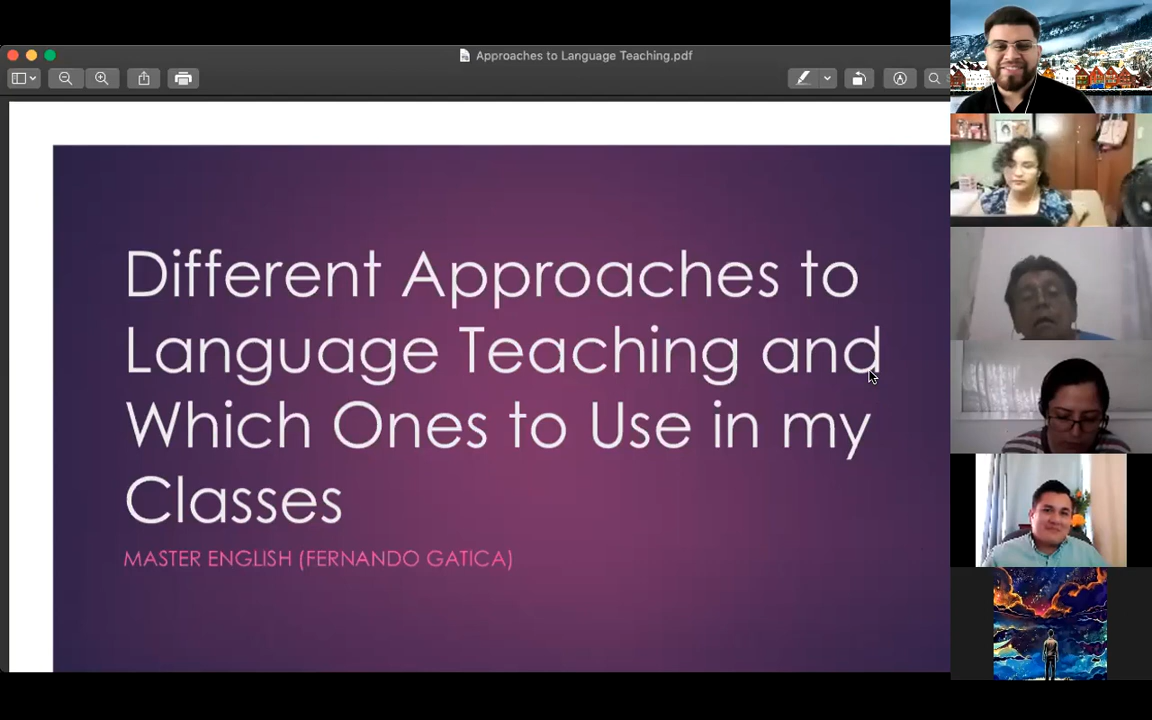 Approaches to Language Teaching.pdf
Different Approaches to
Language Teaching and
Which Ones to Use in my
Classes
MASTER ENGLISH (FERNANDO GATICA)